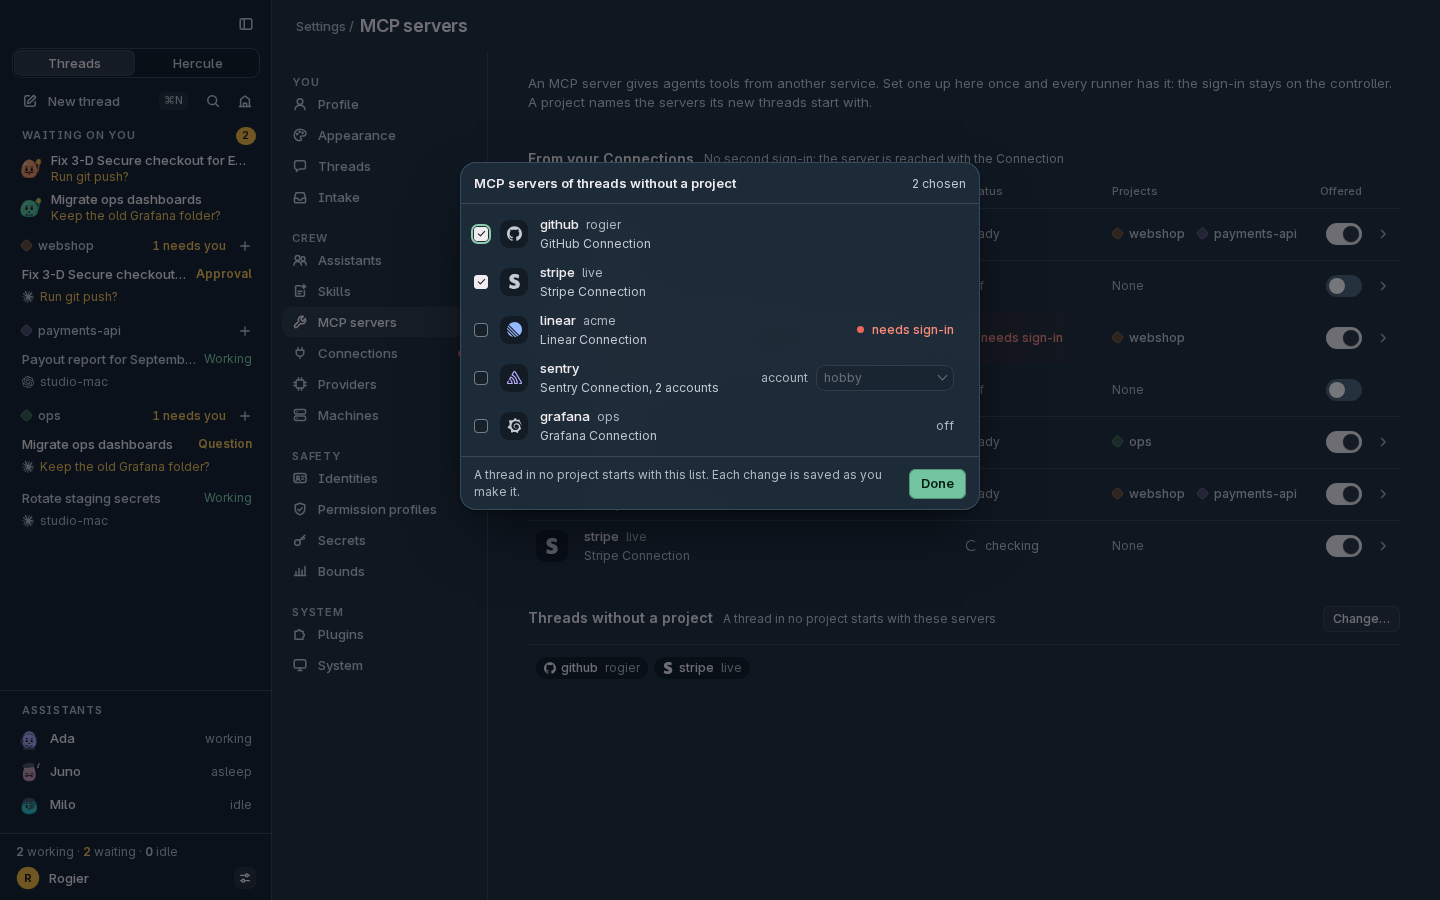 Settings / MCP servers
Threads
Hercule
New thread
⌘N
WAITING ON YOU
2
Fix 3-D Secure checkout for E…
Run git push?
Migrate ops dashboards
Keep the old Grafana folder?
webshop
1 needs you
Fix 3-D Secure checkout…
Approval
Run git push?
payments-api
Payout report for Septemb…
Working
studio-mac
ops
1 needs you
Migrate ops dashboards
Question
Keep the old Grafana folder?
Rotate staging secrets
Working
studio-mac
ASSISTANTS
Ada
working
Juno
asleep
Milo
idle
2 working · 2 waiting · 0 idle
R
Rogier
YOU
Profile
Appearance
Threads
Intake
CREW
Assistants
Skills
MCP servers
Connections
Providers
Machines
SAFETY
Identities
Permission profiles
Secrets
Bounds
SYSTEM
Plugins
System
An MCP server gives agents tools from another service. Set one up here once and every runner has it: the sign-in stays on the controller.
A project names the servers its new threads start with.
From your Connections
No second sign-in: the server is reached with the Connection
Projects
Offered
webshop
payments-api
None
needs sign-in
webshop
None
ops
webshop
payments-api
stripe live
Stripe Connection
checking
None
Threads without a project
A thread in no project starts with these servers
Change…
github rogier
stripe live
MCP servers of threads without a project
2 chosen
github rogier
GitHub Connection
stripe live
Stripe Connection
linear acme
Linear Connection
needs sign-in
sentry
Sentry Connection, 2 accounts
account
hobby
grafana ops
Grafana Connection
off
A thread in no project starts with this list. Each change is saved as you
make it.
Done